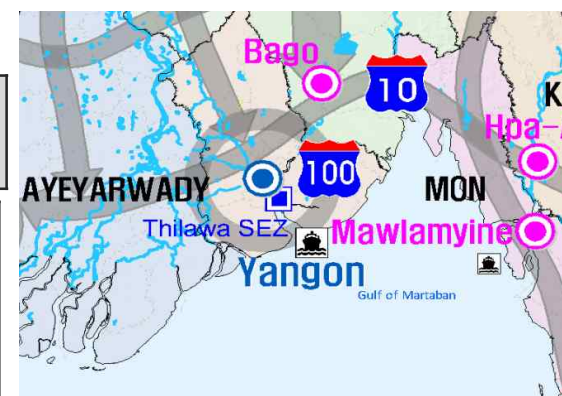 Bago
10
K
Hpa-A
100
AYEYARWADY
MON
Thilawa SEZ
Mawlamyine
Yangon
Gulf of Martaban